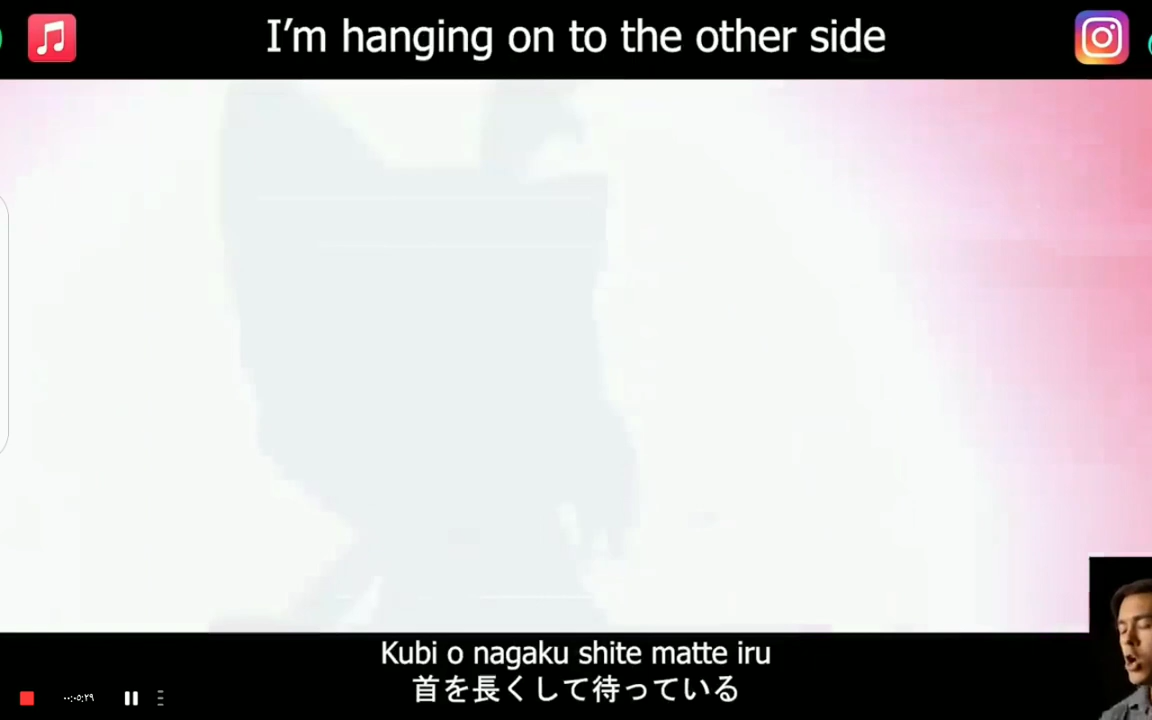 I’m hanging on to the other side
Kubi o nagaku shite matte iru
首を長くして待っている